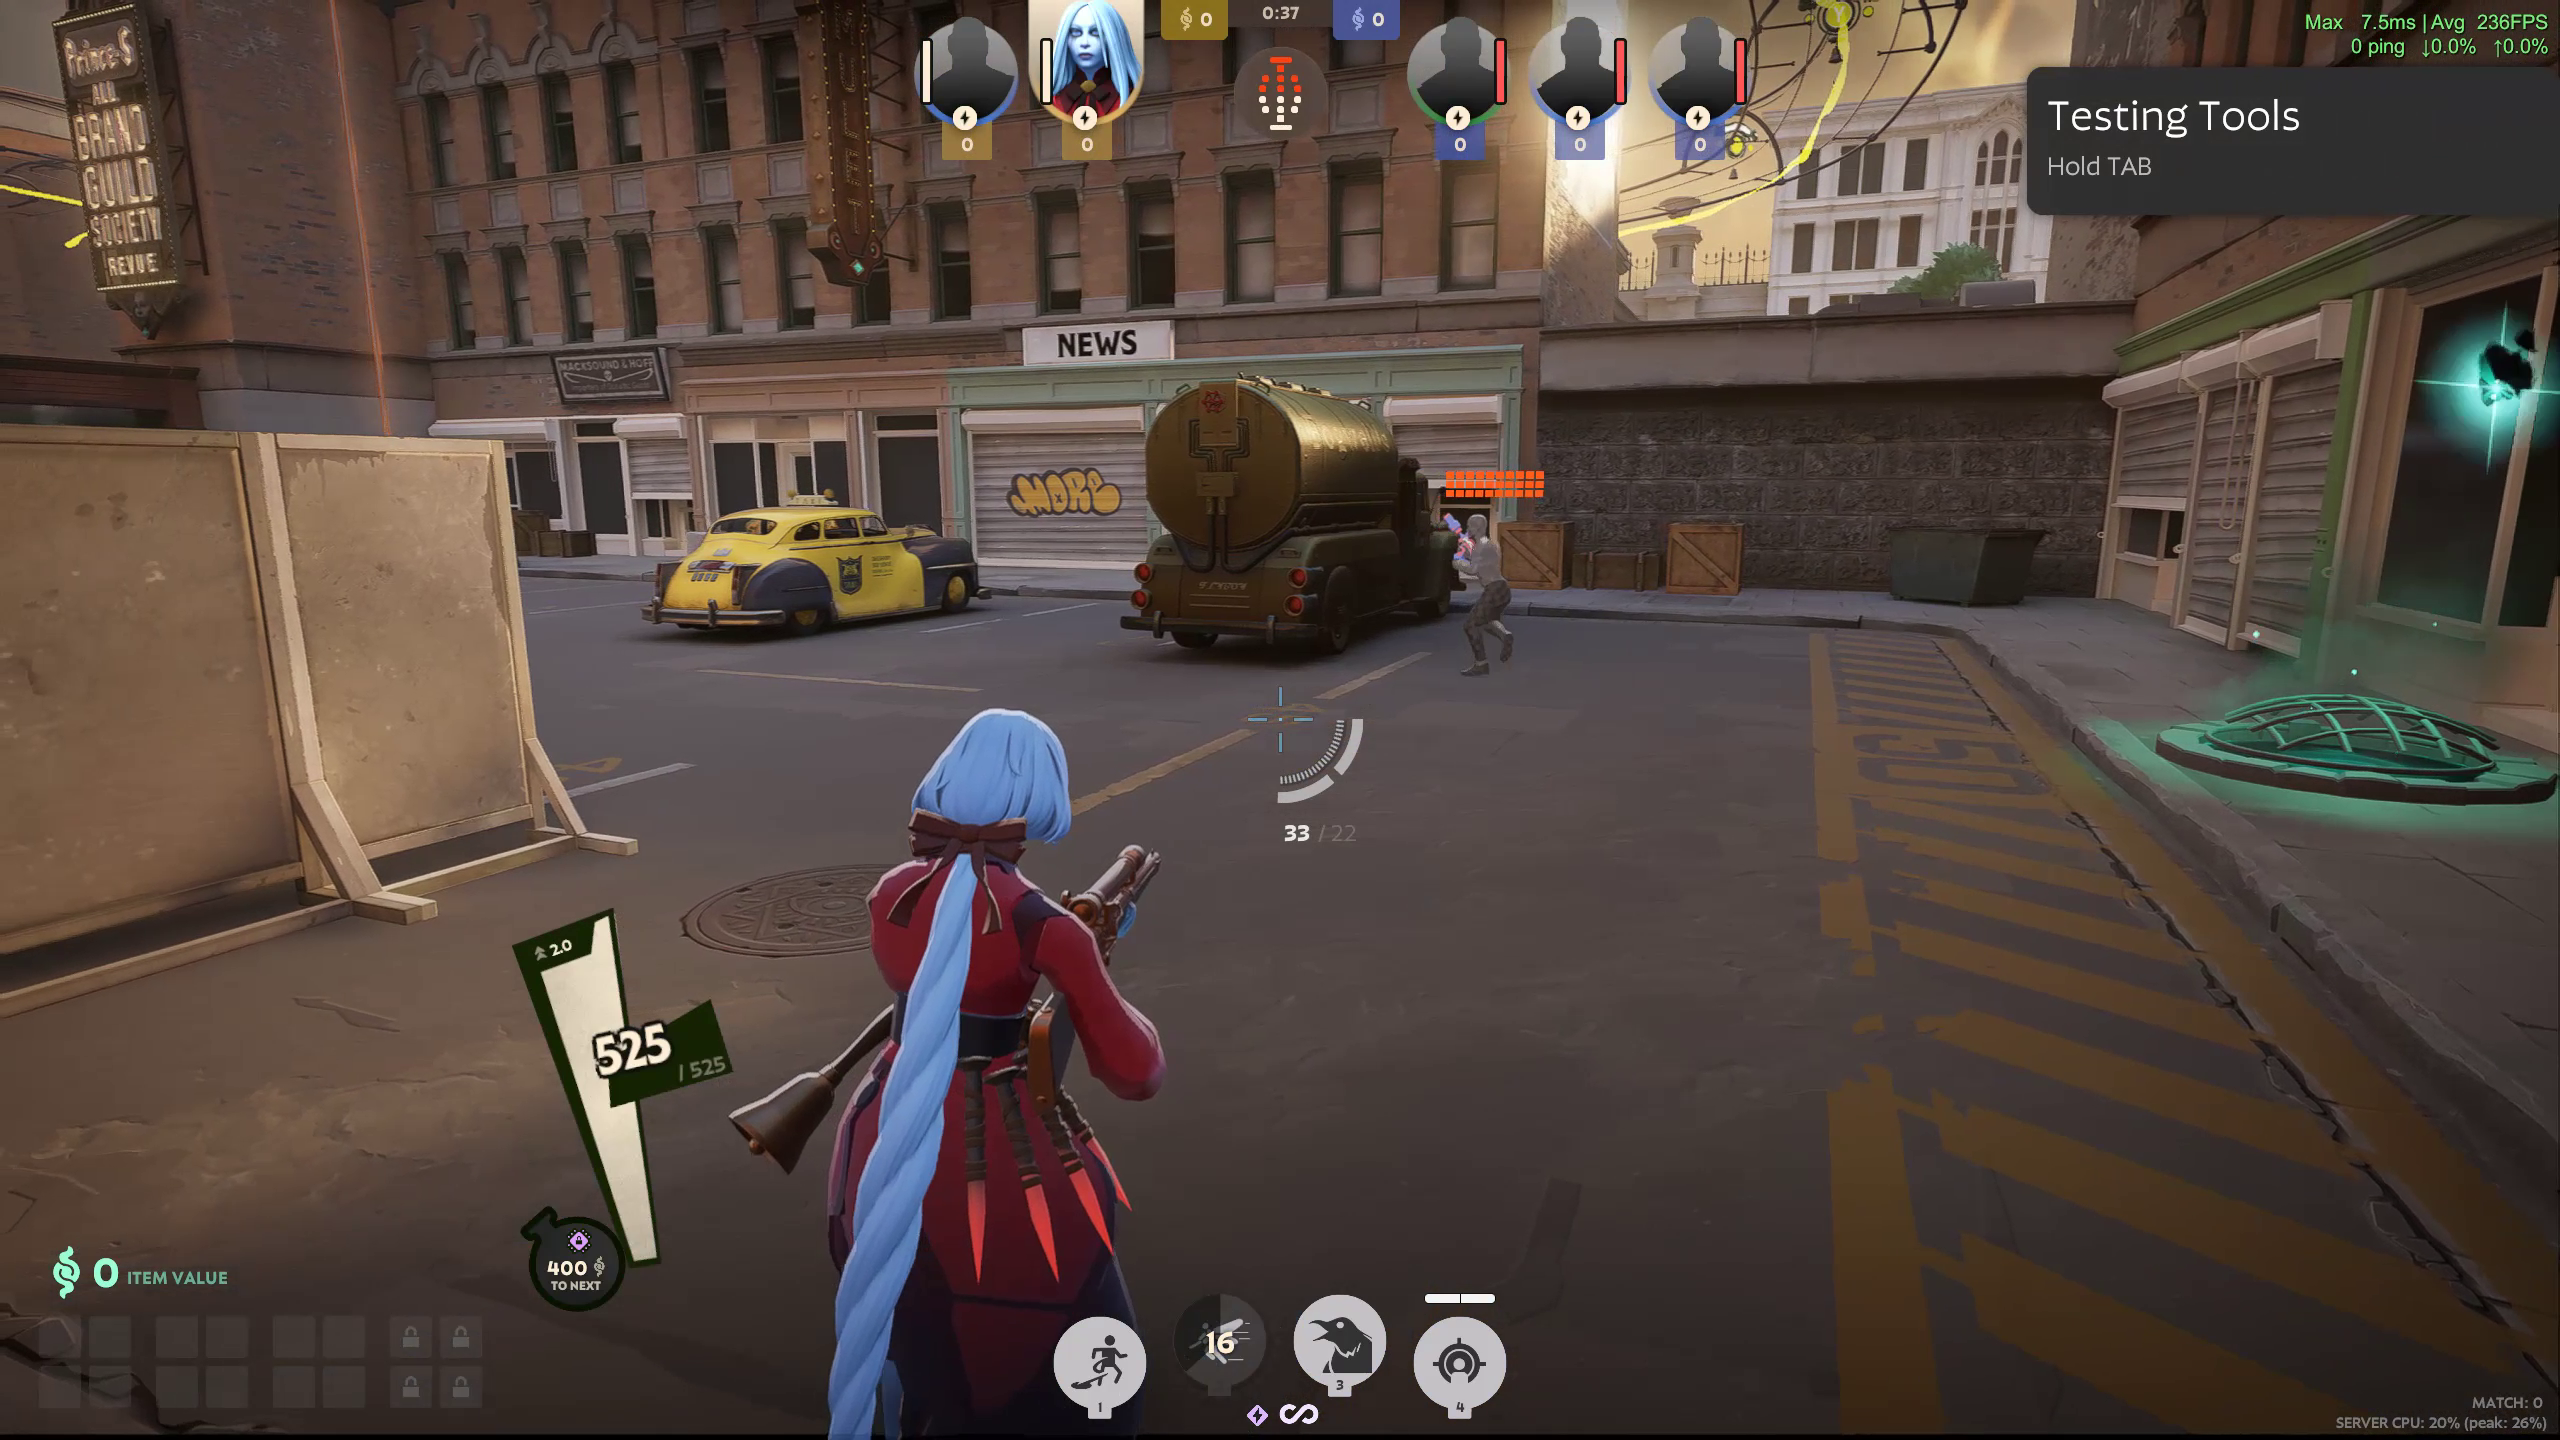 0
0:37
0
Max 7.5ms | Avg 236FPS
0 ping ↓0.0% ↑0.0%
0
0
0
0
0
Testing Tools
Hold TAB
Prince's
ALL
BRAND
GUILD
SOCIETY
REVUE
NEWS
MACKSOUND & HOFF
MORE
TAXI
33 / 22
2.0
525
/ 525
400
TO NEXT
0 ITEM VALUE
16
1
3
4
MATCH: 0
SERVER CPU: 20% (peak: 26%)